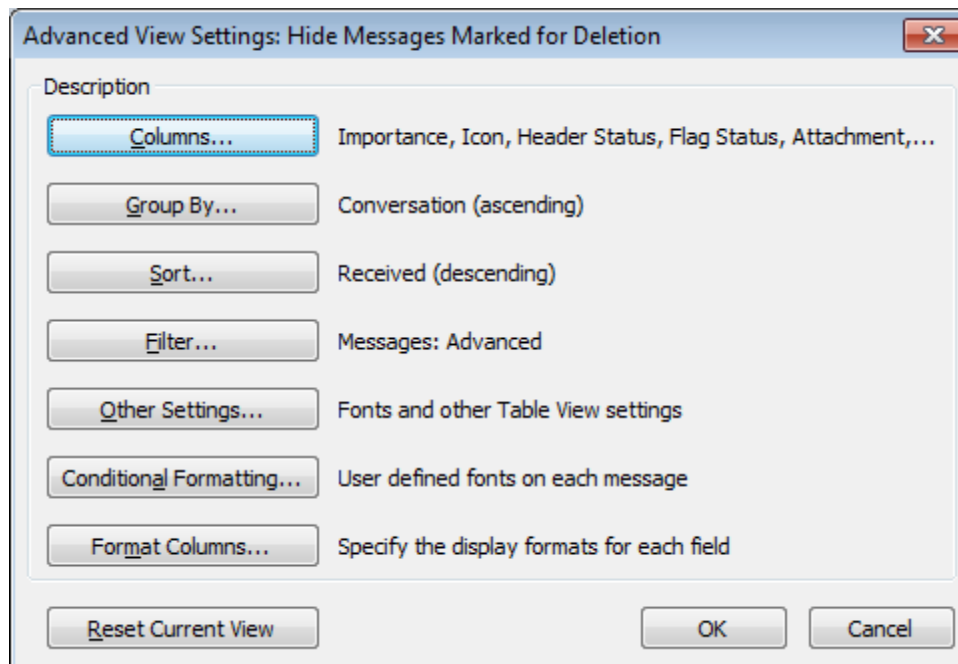 Advanced View Settings: Hide Messages Marked for Deletion
Description
Columns... Importance, Icon, Header Status, Flag Status, Attachment,...
Group By... Conversation (ascending)
Sort... Received (descending)
Filter... Messages: Advanced
Other Settings... Fonts and other Table View settings
Conditional Formatting... User defined fonts on each message
Format Columns... Specify the display formats for each field
Reset Current View OK Cancel